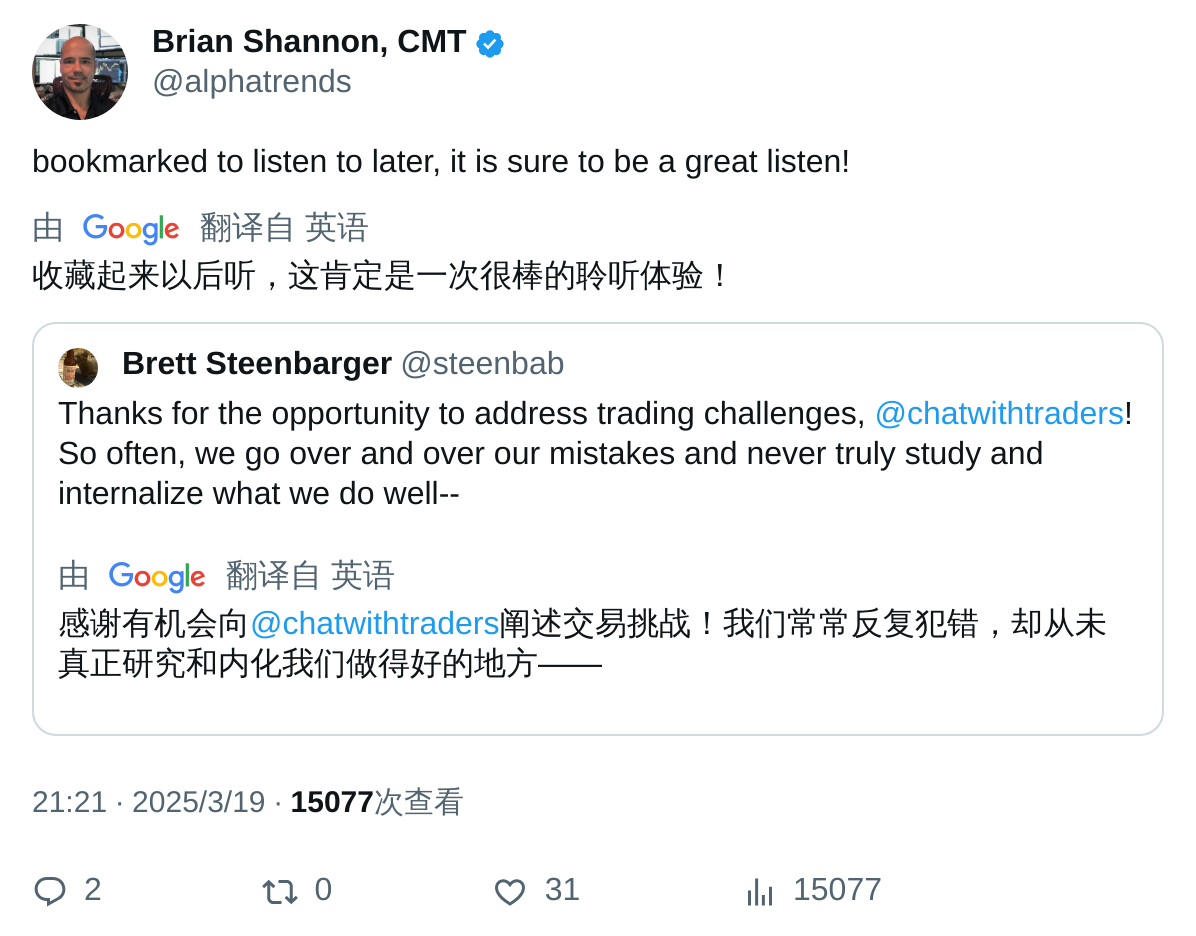 Brian Shannon, CMT
@alphatrends
bookmarked to listen to later, it is sure to be a great listen!
由 Google 翻译自 英语
收藏起来以后听，这肯定是一次很棒的聆听体验！
Brett Steenbarger @steenbab
Thanks for the opportunity to address trading challenges, @chatwithtraders!
So often, we go over and over our mistakes and never truly study and
internalize what we do well--
由 Google 翻译自 英语
感谢有机会向@chatwithtraders阐述交易挑战！我们常常反复犯错，却从未
真正研究和内化我们做得好的地方——
21:21 · 2025/3/19 · 15077次查看
2 0 31 15077